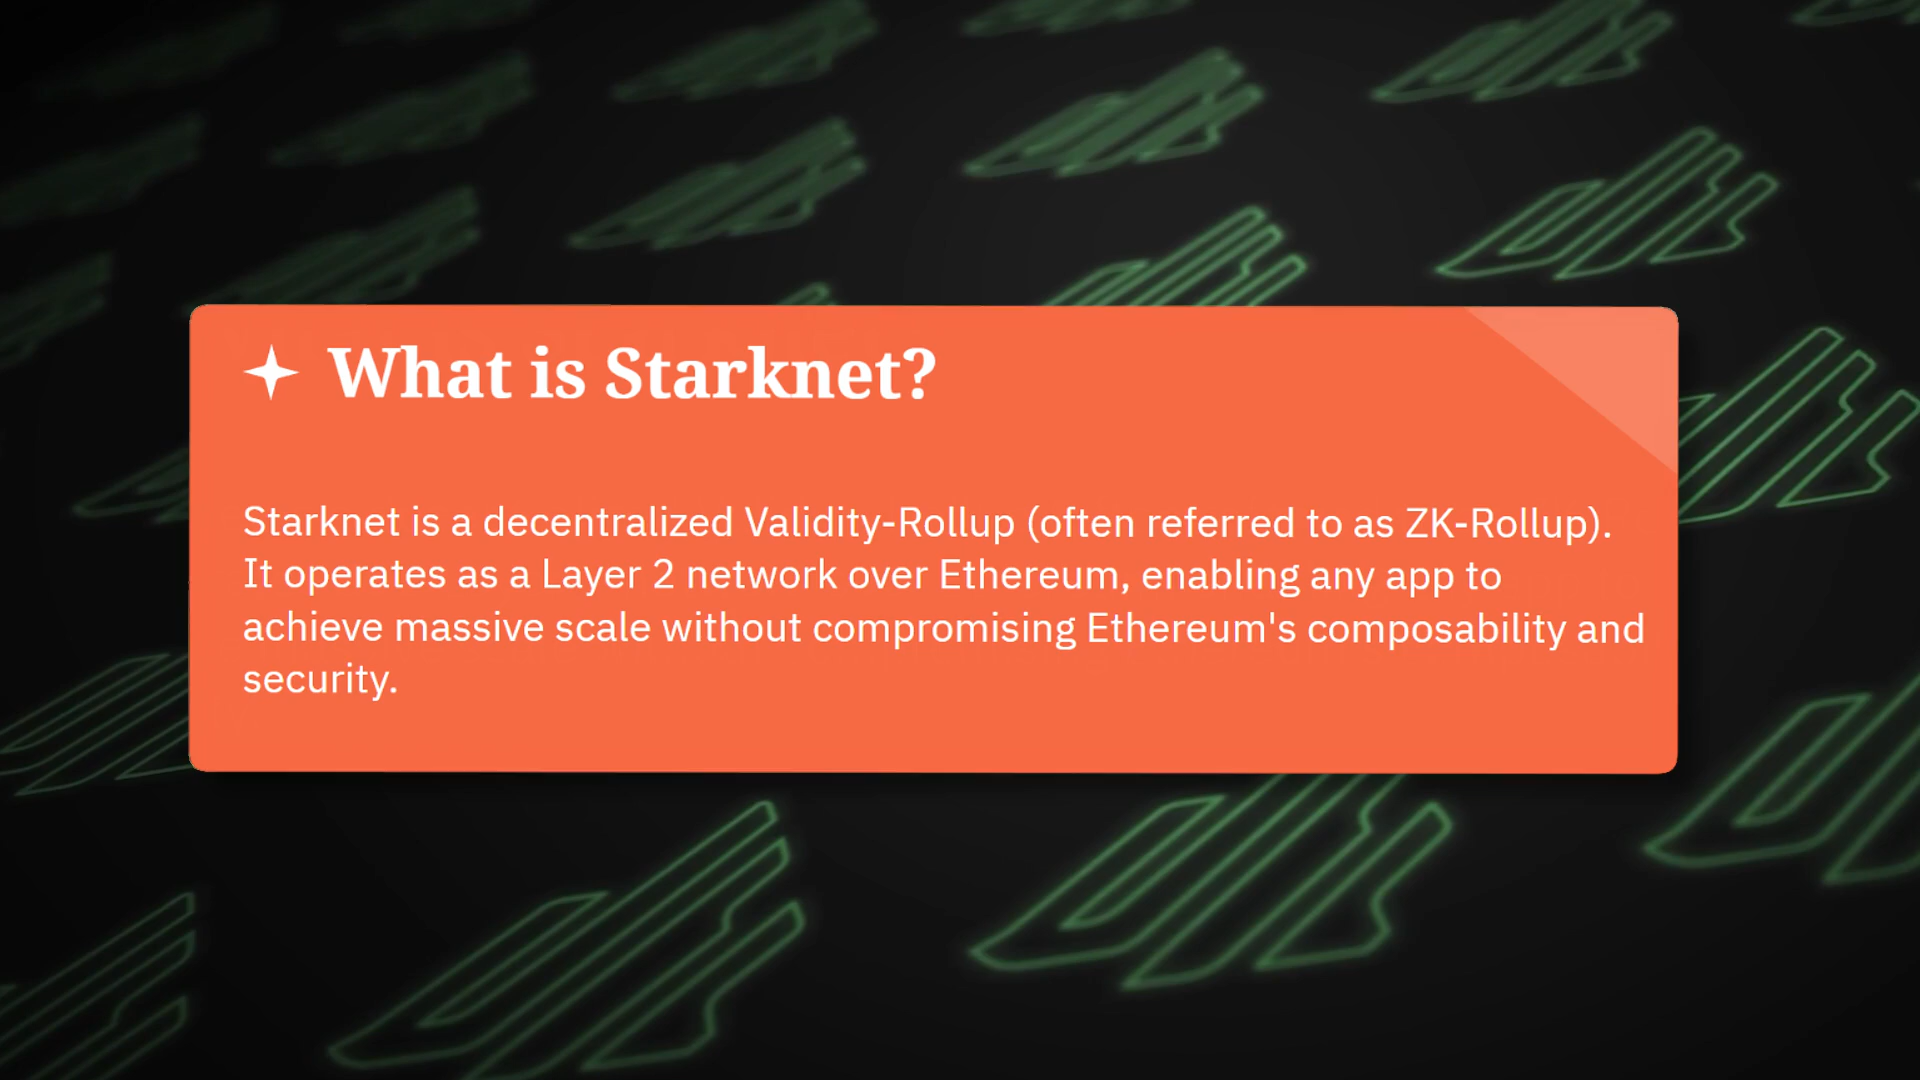 What is Starknet?
Starknet is a decentralized Validity-Rollup (often referred to as ZK-Rollup).
It operates as a Layer 2 network over Ethereum, enabling any app to
achieve massive scale without compromising Ethereum's composability and
security.